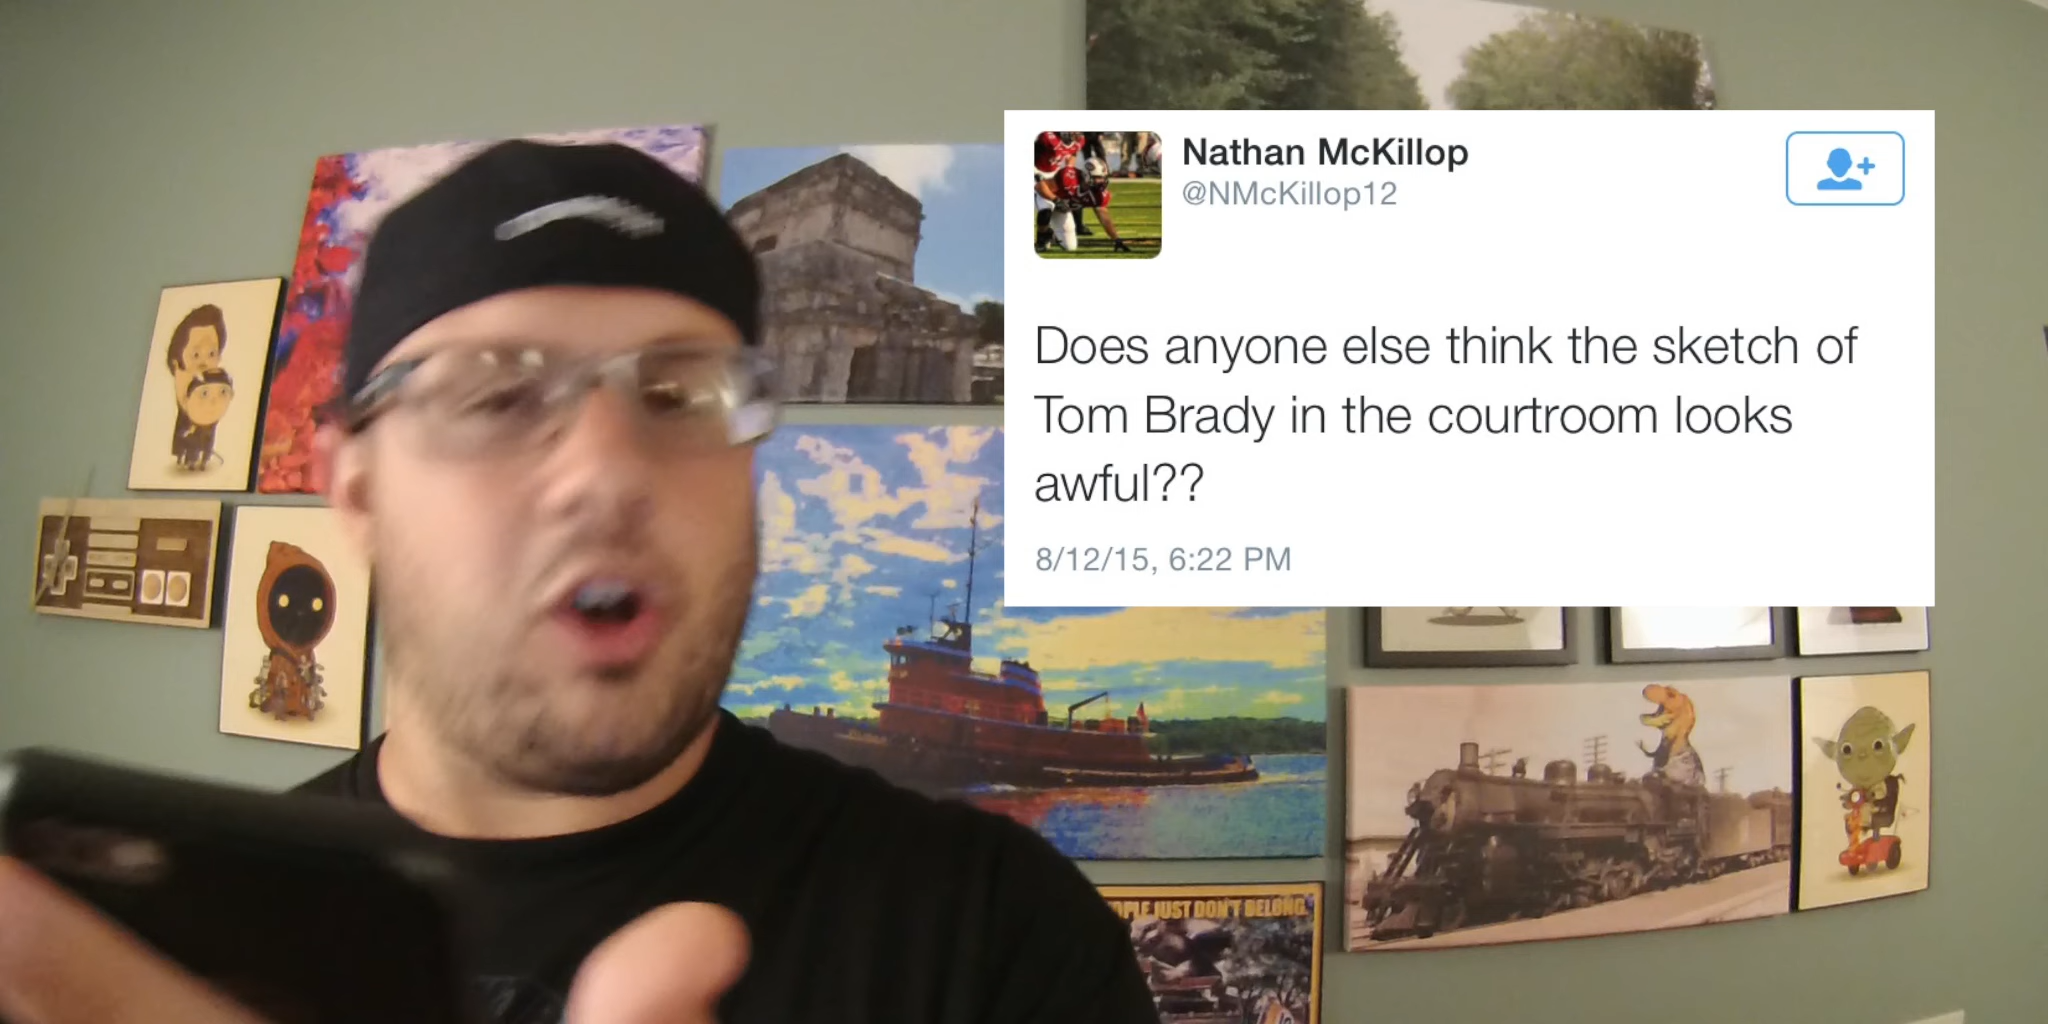 Nathan McKillop
@NMcKillop12
Does anyone else think the sketch of
Tom Brady in the courtroom looks
awful??
8/12/15, 6:22 PM
JUST DON'T BELONG.